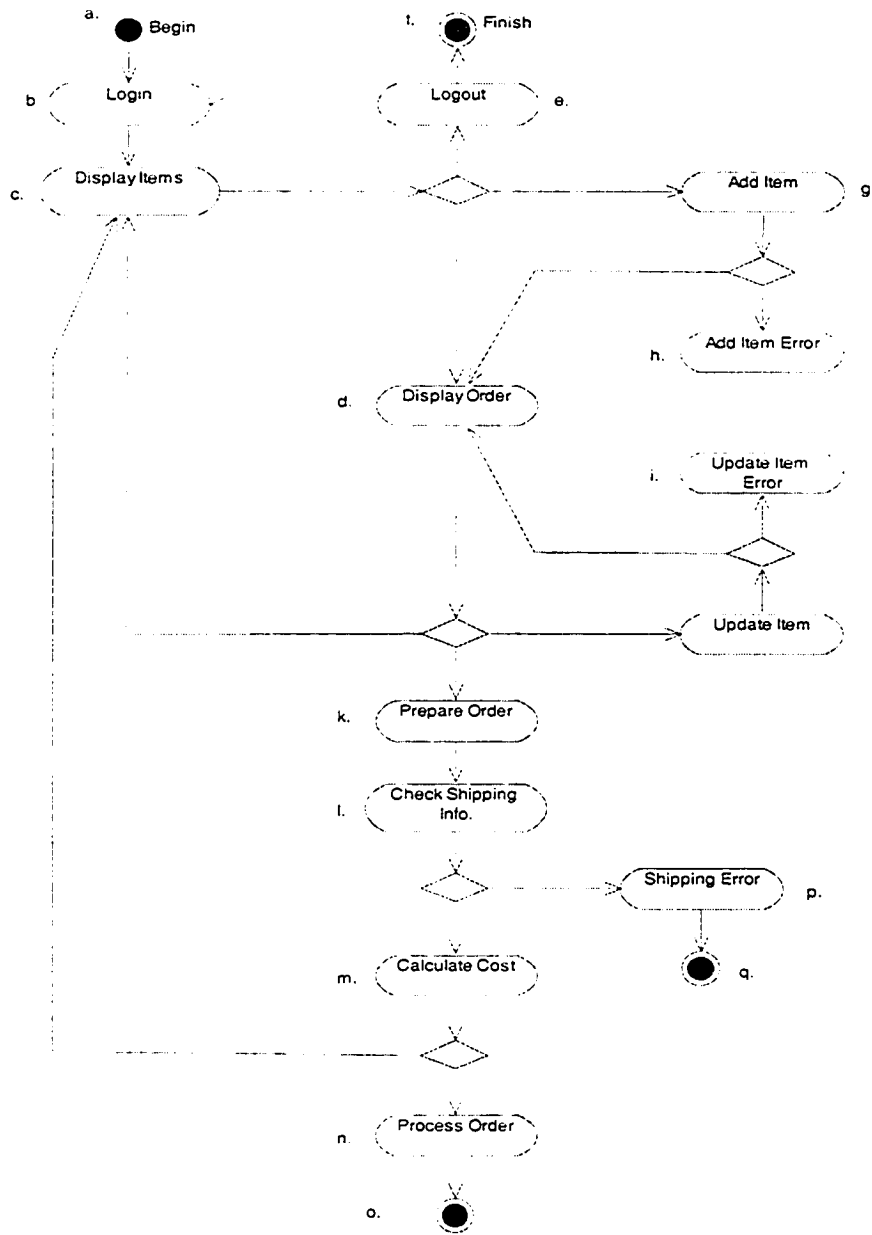 a.
Begin
f.
Finish
b
Login
Logout
e.
c.
Display Items
Add Item
g
h.
Add Item Error
d.
Display Order
i.
Update Item
Error
Update Item
k.
Prepare Order
l.
Check Shipping
Info.
Shipping Error
p.
m.
Calculate Cost
q.
n.
Process Order
o.